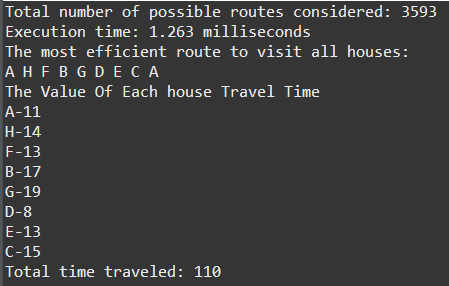 Total number of possible routes considered: 3593
Execution time: 1.263 milliseconds
The most efficient route to visit all houses:
A H F B G D E C A
The Value Of Each house Travel Time
A-11
H-14
F-13
B-17
G-19
D-8
E-13
C-15
Total time traveled: 110